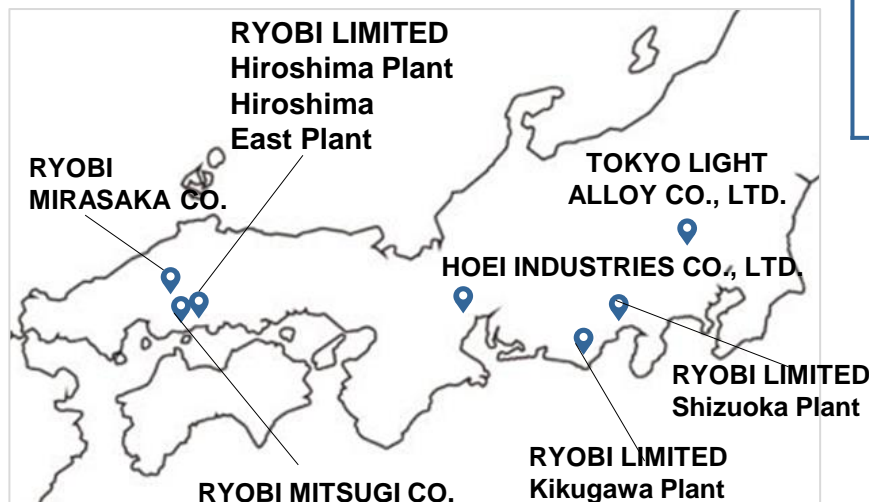 RYOBI LIMITED
Hiroshima Plant
Hiroshima
East Plant
RYOBI
MIRASAKA CO.
TOKYO LIGHT
ALLOY CO., LTD.
HOEI INDUSTRIES CO., LTD.
RYOBI LIMITED
Shizuoka Plant
RYOBI LIMITED
Kikugawa Plant
RYOBI MITSUGI CO.